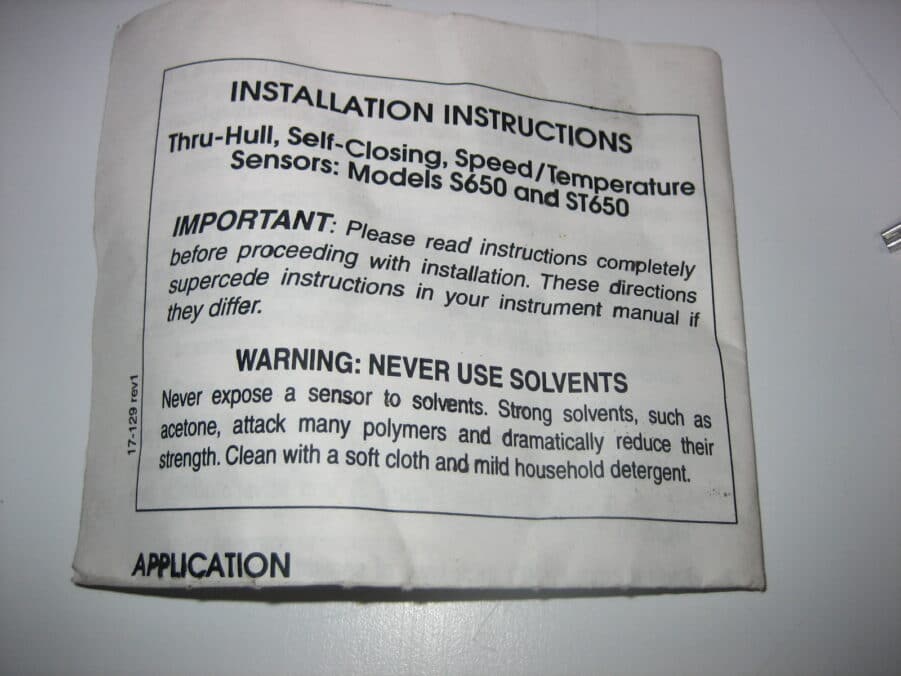 INSTALLATION INSTRUCTIONS
Thru-Hull, Self-Closing, Speed/Temperature
Sensors: Models S650 and ST650
IMPORTANT: Please read instructions completely
before proceeding with installation. These directions
supercede instructions in your instrument manual if
they differ.
WARNING: NEVER USE SOLVENTS
Never expose a sensor to solvents. Strong solvents, such as
acetone, attack many polymers and dramatically reduce their
strength. Clean with a soft cloth and mild household detergent.
17-129 rev1
APPLICATION